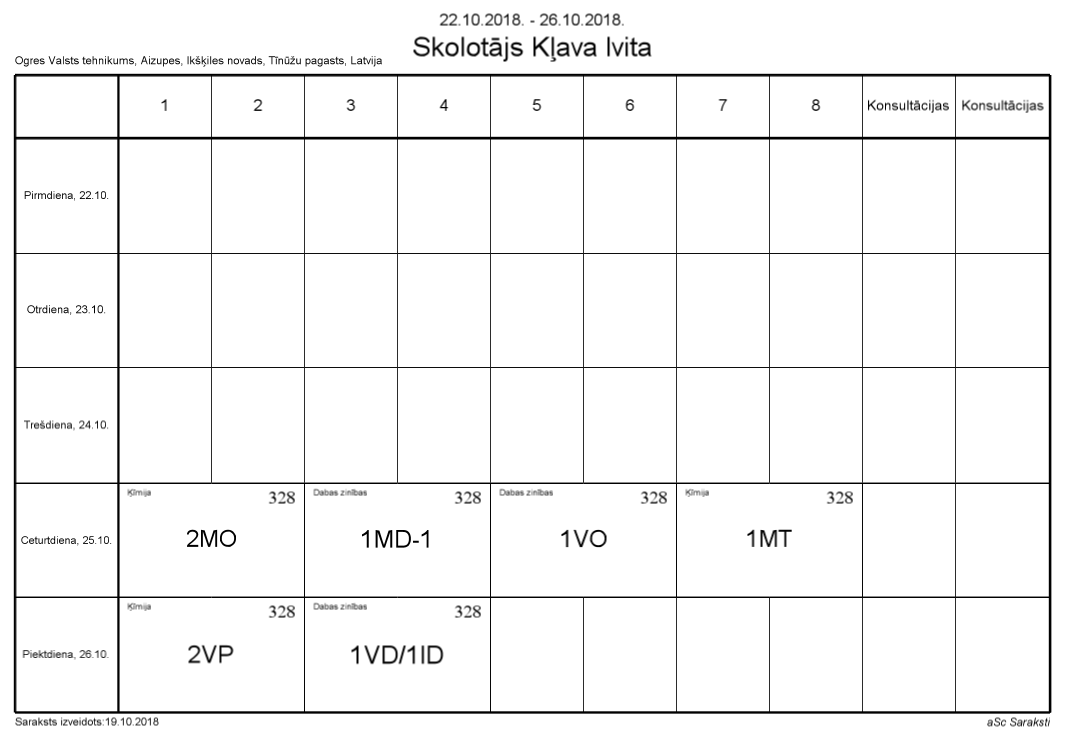 22.10.2018. - 26.10.2018.
Skolotājs Kļava Ivita
Ogres Valsts tehnikums, Aizupes, Ikšķiles novads, Tīnūžu pagasts, Latvija
1 2 3 4 5 6 7 8 Konsultācijas Konsultācijas
Pirmdiena, 22.10.
Otrdiena, 23.10.
Trešdiena, 24.10.
Ķīmija 328 Dabas zinības 328 Dabas zinības 328 Ķīmija 328
Ceturtdiena, 25.10. 2MO 1MD-1 1VO 1MT
Ķīmija 328 Dabas zinības 328
Piektdiena, 26.10. 2VP 1VD/1ID
Saraksts izveidots:19.10.2018 aSc Saraksti